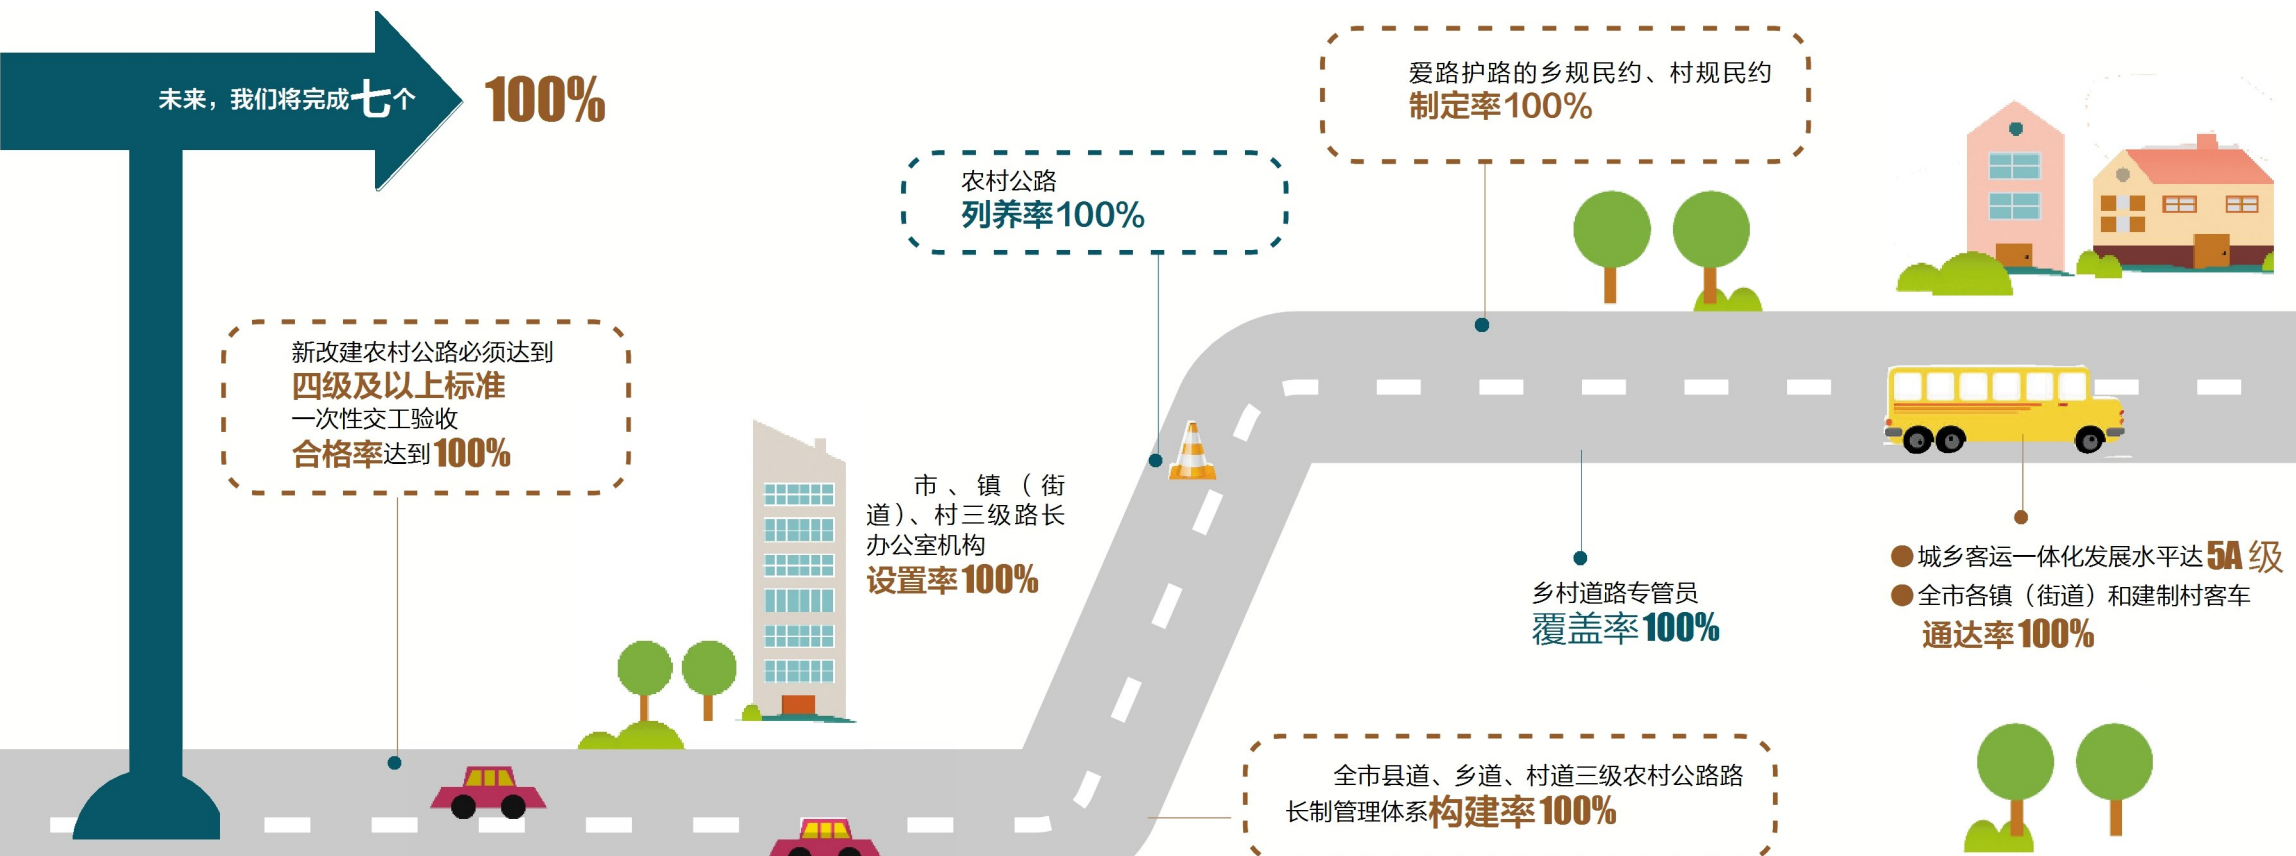 未来，我们将完成七个 100%
爱路护路的乡规民约、村规民约
制定率100%
农村公路
列养率100%
新改建农村公路必须达到
四级及以上标准
一次性交工验收
合格率达到100%
市、镇（街
道）、村三级路长
办公室机构
设置率100%
乡村道路专管员
覆盖率100%
城乡客运一体化发展水平达5A级
全市各镇（街道）和建制村客车
通达率100%
全市县道、乡道、村道三级农村公路路
长制管理体系构建率100%